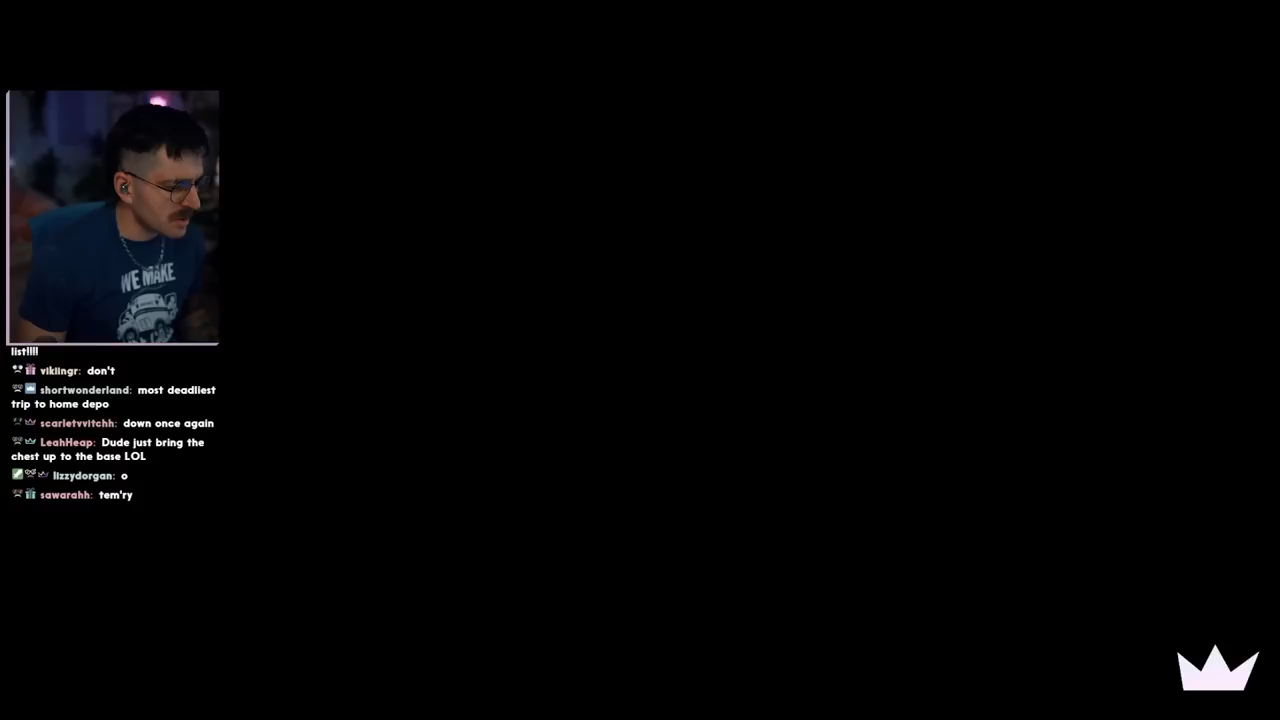 WE MAKE
list!!!!
vikiingr: don't
shortwonderland: most deadliest
trip to home depo
scarletvvitchh: down once again
LeahHeap: Dude just bring the
chest up to the base LOL
lizzydorgan: o
sawarahh: tem'ry